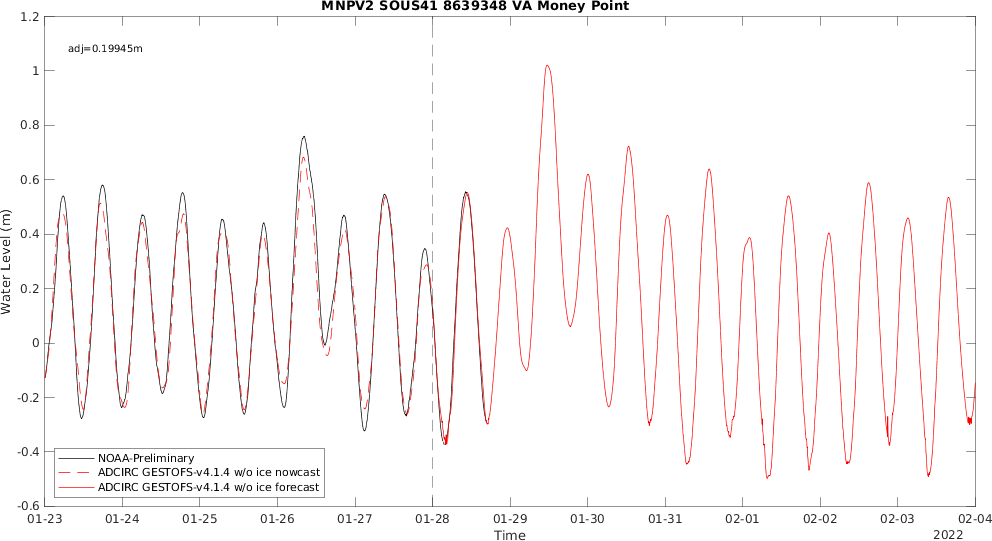 MNPV2 SOUS41 8639348 VA Money Point
1.2
1
0.8
0.6
0.4
0.2
0
-0.2
-0.4
-0.6
Water Level (m)
adj=0.19945m
NOAA-Preliminary
ADCIRC GESTOFS-v4.1.4 w/o ice nowcast
ADCIRC GESTOFS-v4.1.4 w/o ice forecast
01-23 01-24 01-25 01-26 01-27 01-28 01-29 01-30 01-31 02-01 02-02 02-03 02-04
Time
2022